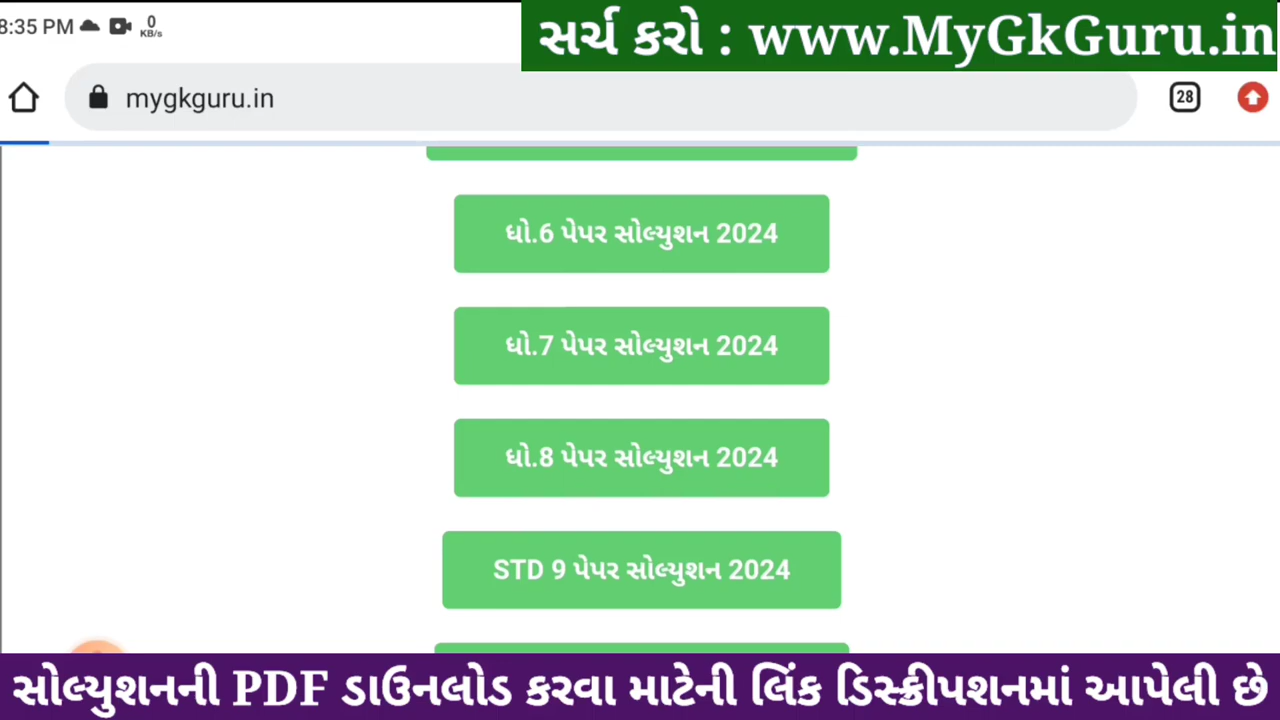 8:35 PM 0 KB/s
સર્ચ કરો : www.MyGkGuru.in
mygkguru.in 28
ધો.6 પેપર સોલ્યુશન 2024
ધો.7 પેપર સોલ્યુશન 2024
ધો.8 પેપર સોલ્યુશન 2024
STD 9 પેપર સોલ્યુશન 2024
સોલ્યુશનની PDF ડાઉનલોડ કરવા માટેની લિંક ડિસ્ક્રીપશનમાં આપેલી છે